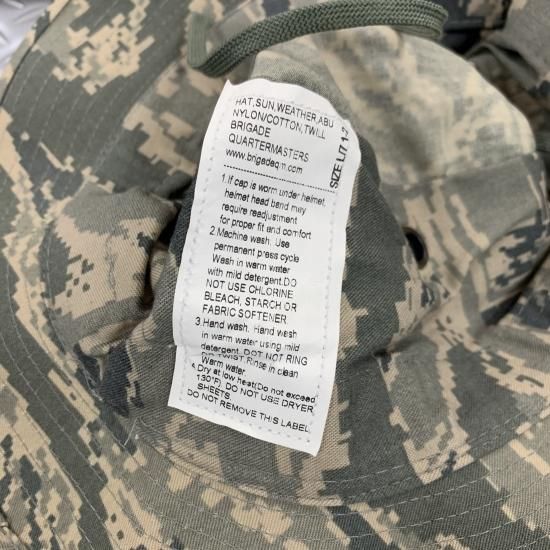 HAT, SUN, WEATHER, ABU
NYLON/COTTON, TWILL
BRIGADE
QUARTERMASTERS
www.brigadeqm.com
SIZE L/7 1-2
1.If cap is worn under helmet,
helmet head band may
require readjustment
for proper fit and comfort
2.Machine wash. Use
permanent press cycle
Wash in warm water
with mild detergent.DO
NOT USE CHLORINE
BLEACH, STARCH OR
FABRIC SOFTENER.
3.Hand wash. Hand wash
in warm water using mild
detergent. DOT NOT RING
OR TWIST Rinse in clean
Warm water
4.Dry at low heat(Do not exceed
130°F). DO NOT USE DRYER
SHEETS.
DO NOT REMOVE THIS LABEL